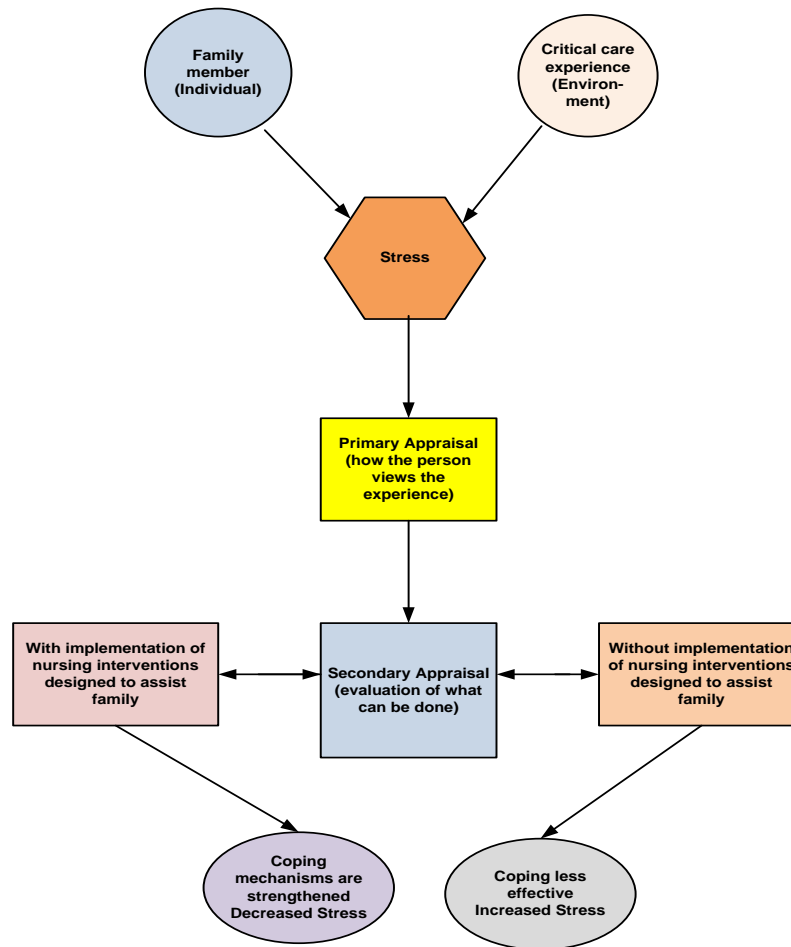 Family
member
(Individual)
Critical care
experience
(Environ-
ment)
Stress
Primary Appraisal
(how the person
views the
experience)
With implementation of
nursing interventions
designed to assist
family
Secondary Appraisal
(evaluation of what
can be done)
Without implementation
of nursing interventions
designed to assist
family
Coping
mechanisms are
strengthened
Decreased Stress
Coping less
effective
Increased Stress